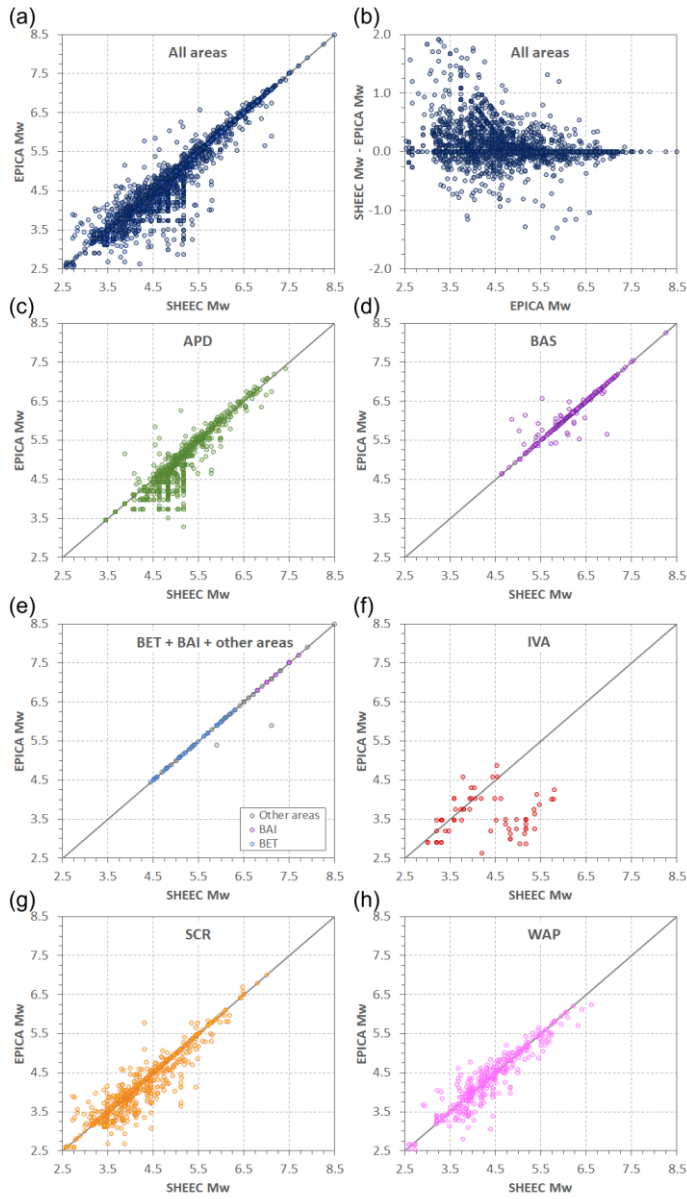 (a)
8.5
7.5
6.5
5.5
4.5
3.5
2.5
EPICA Mw
All areas
2.5 3.5 4.5 5.5 6.5 7.5 8.5
SHEEC Mw
(b)
2.0
1.0
0.0
-1.0
-2.0
SHEEC Mw - EPICA Mw
All areas
2.5 3.5 4.5 5.5 6.5 7.5 8.5
EPICA Mw
(c)
8.5
7.5
6.5
5.5
4.5
3.5
2.5
EPICA Mw
APD
2.5 3.5 4.5 5.5 6.5 7.5 8.5
SHEEC Mw
(d)
8.5
7.5
6.5
5.5
4.5
3.5
2.5
EPICA Mw
BAS
2.5 3.5 4.5 5.5 6.5 7.5 8.5
SHEEC Mw
(e)
8.5
7.5
6.5
5.5
4.5
3.5
2.5
EPICA Mw
BET + BAI + other areas
Other areas
BAI
BET
2.5 3.5 4.5 5.5 6.5 7.5 8.5
SHEEC Mw
(f)
8.5
7.5
6.5
5.5
4.5
3.5
2.5
EPICA Mw
IVA
2.5 3.5 4.5 5.5 6.5 7.5 8.5
SHEEC Mw
(g)
8.5
7.5
6.5
5.5
4.5
3.5
2.5
EPICA Mw
SCR
2.5 3.5 4.5 5.5 6.5 7.5 8.5
SHEEC Mw
(h)
8.5
7.5
6.5
5.5
4.5
3.5
2.5
EPICA Mw
WAP
2.5 3.5 4.5 5.5 6.5 7.5 8.5
SHEEC Mw